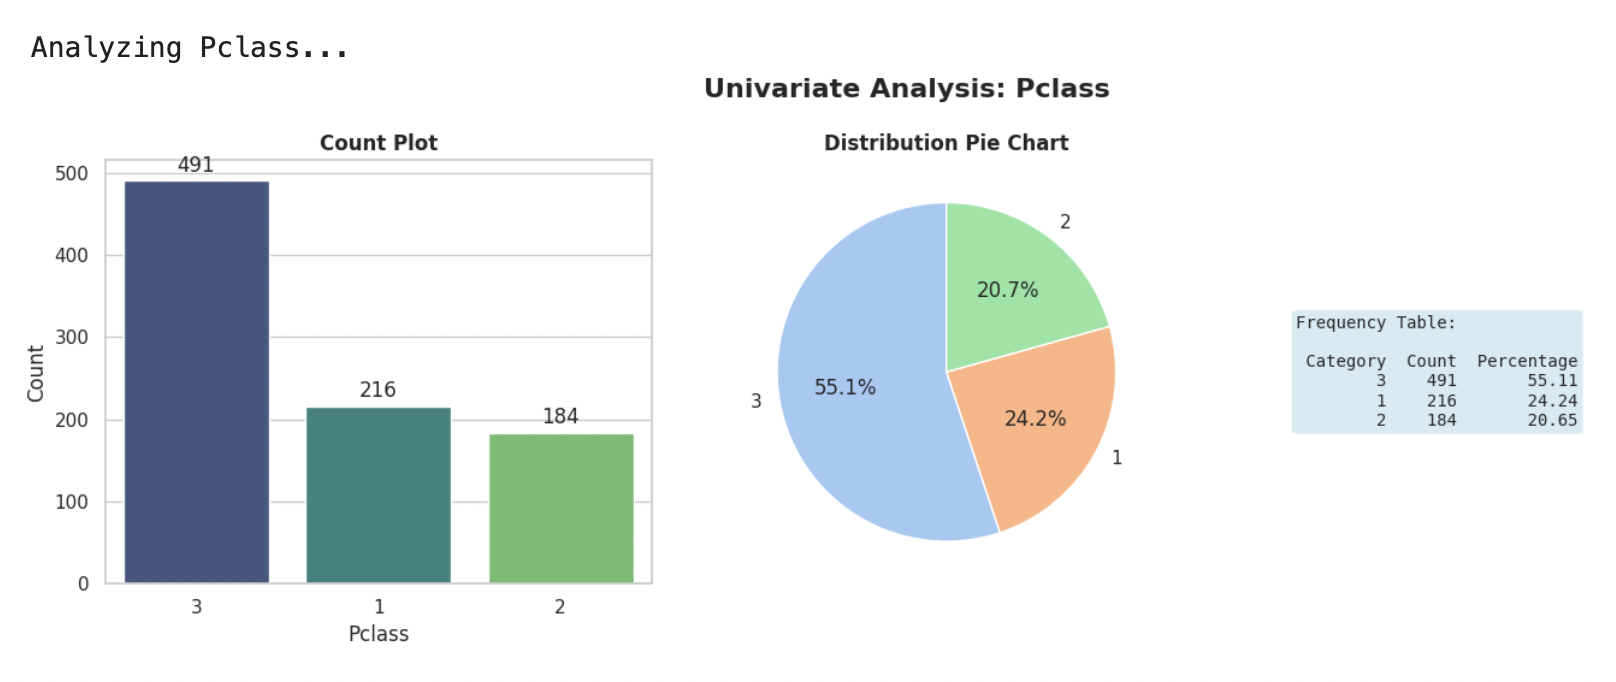 Analyzing Pclass...
Univariate Analysis: Pclass
Count Plot
491
216
184
500
400
300
200
100
0
Count
3 1 2
Pclass
Distribution Pie Chart
2
20.7%
55.1%
3
24.2%
1
Frequency Table:
Category Count Percentage
3 491 55.11
1 216 24.24
2 184 20.65